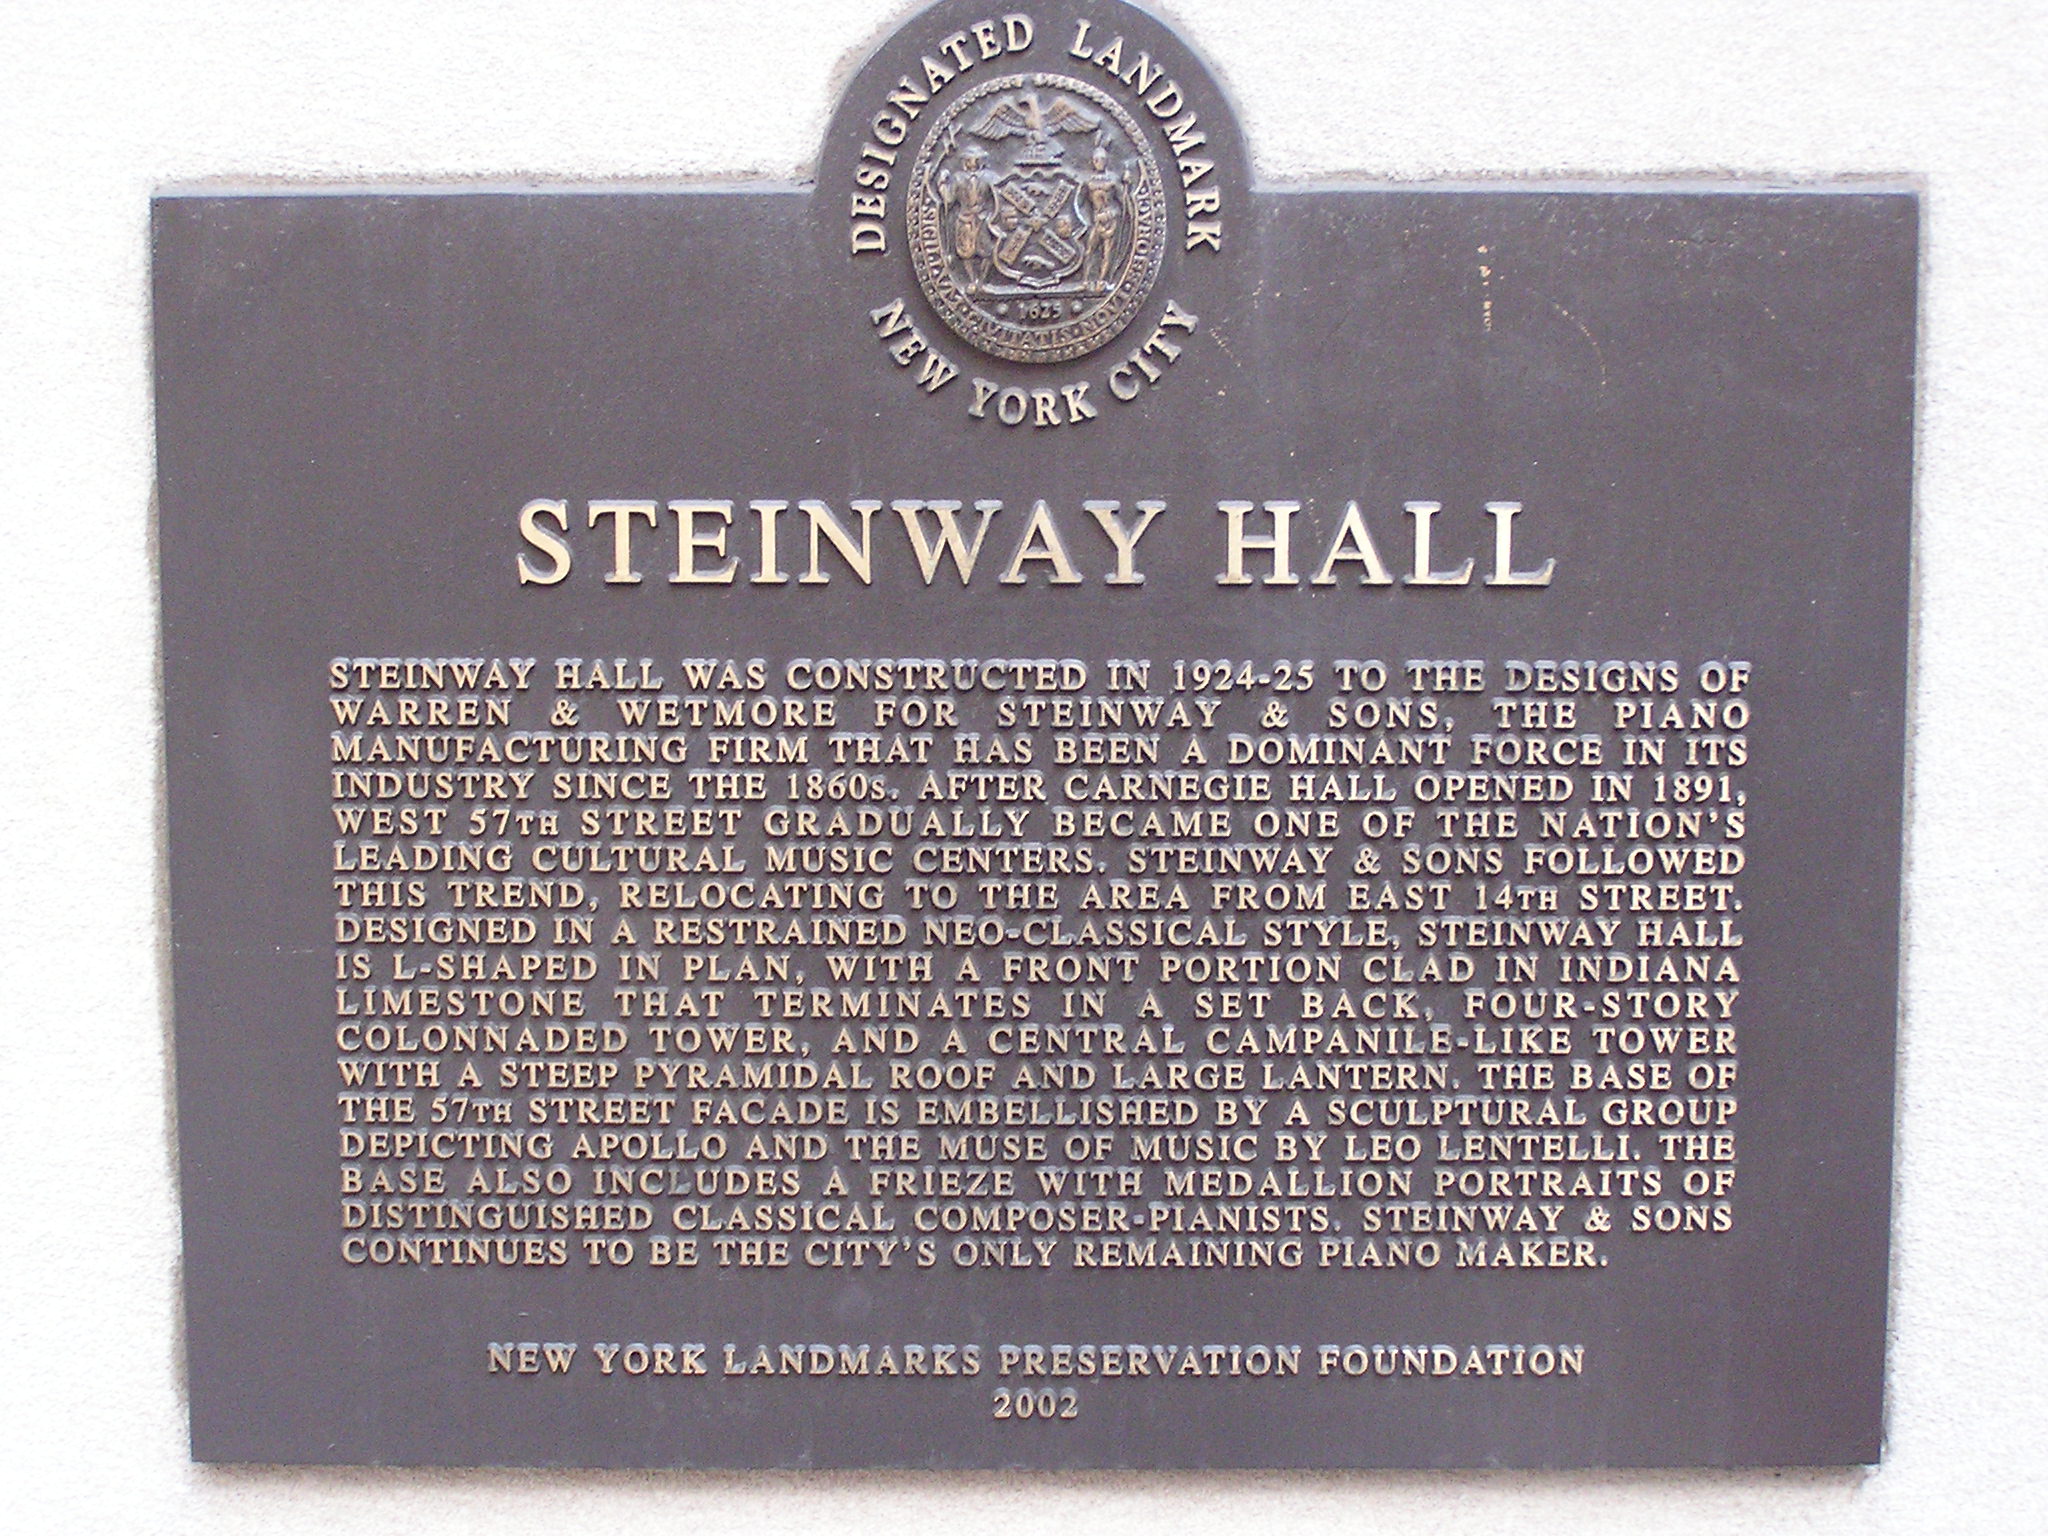 DESIGNATED LANDMARK
SIGILLUM CIVITATIS NOVI
1625
NEW YORK CITY
STEINWAY HALL
STEINWAY HALL WAS CONSTRUCTED IN 1924-25 TO THE DESIGNS OF
WARREN & WETMORE FOR STEINWAY & SONS, THE PIANO
MANUFACTURING FIRM THAT HAS BEEN A DOMINANT FORCE IN ITS
INDUSTRY SINCE THE 1860s. AFTER CARNEGIE HALL OPENED IN 1891,
WEST 57TH STREET GRADUALLY BECAME ONE OF THE NATION'S
LEADING CULTURAL MUSIC CENTERS. STEINWAY & SONS FOLLOWED
THIS TREND, RELOCATING TO THE AREA FROM EAST 14TH STREET.
DESIGNED IN A RESTRAINED NEO-CLASSICAL STYLE, STEINWAY HALL
IS L-SHAPED IN PLAN, WITH A FRONT PORTION CLAD IN INDIANA
LIMESTONE THAT TERMINATES IN A SET BACK, FOUR-STORY
COLONNADED TOWER, AND A CENTRAL CAMPANILE-LIKE TOWER
WITH A STEEP PYRAMIDAL ROOF AND LARGE LANTERN. THE BASE OF
THE 57TH STREET FACADE IS EMBELLISHED BY A SCULPTURAL GROUP
DEPICTING APOLLO AND THE MUSE OF MUSIC BY LEO LENTELLI. THE
BASE ALSO INCLUDES A FRIEZE WITH MEDALLION PORTRAITS OF
DISTINGUISHED CLASSICAL COMPOSER-PIANISTS. STEINWAY & SONS
CONTINUES TO BE THE CITY'S ONLY REMAINING PIANO MAKER.
NEW YORK LANDMARKS PRESERVATION FOUNDATION
2002